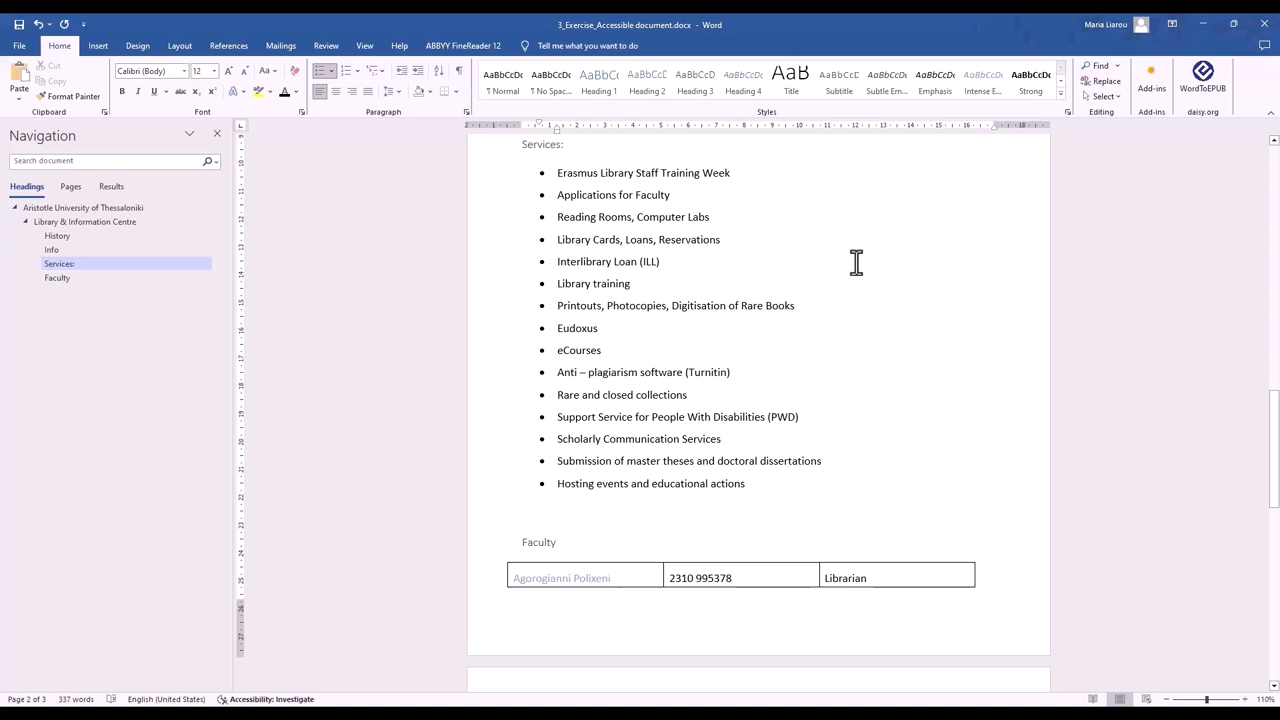 3_Exercise_Accessible document.docx - Word
Maria Liarou
File Home Insert Design Layout References Mailings Review View Help ABBYY FineReader 12 Tell me what you want to do
Paste
Cut
Copy
Format Painter
Clipboard
Calibri (Body) 12
Font
Paragraph
AaBbCcDc ¶ Normal
AaBbCcDc ¶ No Spac...
AaBbCc Heading 1
AaBbCcD Heading 2
AaBbCcDc Heading 3
AaBbCcDc Heading 4
AaB Title
AaBbCcDc Subtitle
AaBbCcDc Subtle Em...
AaBbCcDc Emphasis
AaBbCcDc Intense E...
AaBbCcDc Strong
Styles
Find
Replace
Select
Editing
Add-ins
Add-ins
WordToEPUB
daisy.org
Navigation
Search document
Headings Pages Results
Aristotle University of Thessaloniki
Library & Information Centre
History
Info
Services:
Faculty
Services:
• Erasmus Library Staff Training Week
• Applications for Faculty
• Reading Rooms, Computer Labs
• Library Cards, Loans, Reservations
• Interlibrary Loan (ILL)
• Library training
• Printouts, Photocopies, Digitisation of Rare Books
• Eudoxus
• eCourses
• Anti – plagiarism software (Turnitin)
• Rare and closed collections
• Support Service for People With Disabilities (PWD)
• Scholarly Communication Services
• Submission of master theses and doctoral dissertations
• Hosting events and educational actions
Faculty
Agorogianni Polixeni 2310 995378 Librarian
Page 2 of 3 337 words English (United States) Accessibility: Investigate 110%